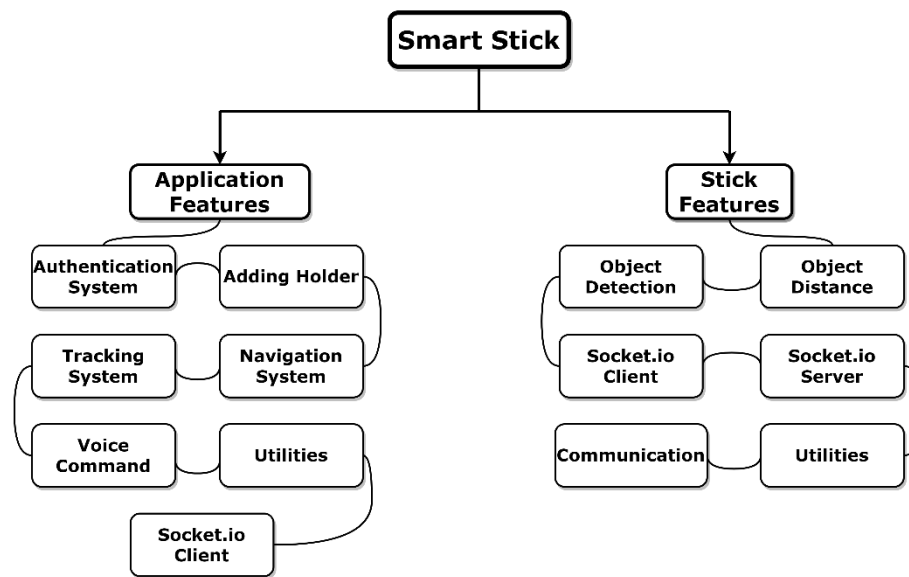 Smart Stick
Application
Features
Stick
Features
Authentication
System
Adding Holder
Object
Detection
Object
Distance
Tracking
System
Navigation
System
Socket.io
Client
Socket.io
Server
Voice
Command
Utilities
Communication
Utilities
Socket.io
Client